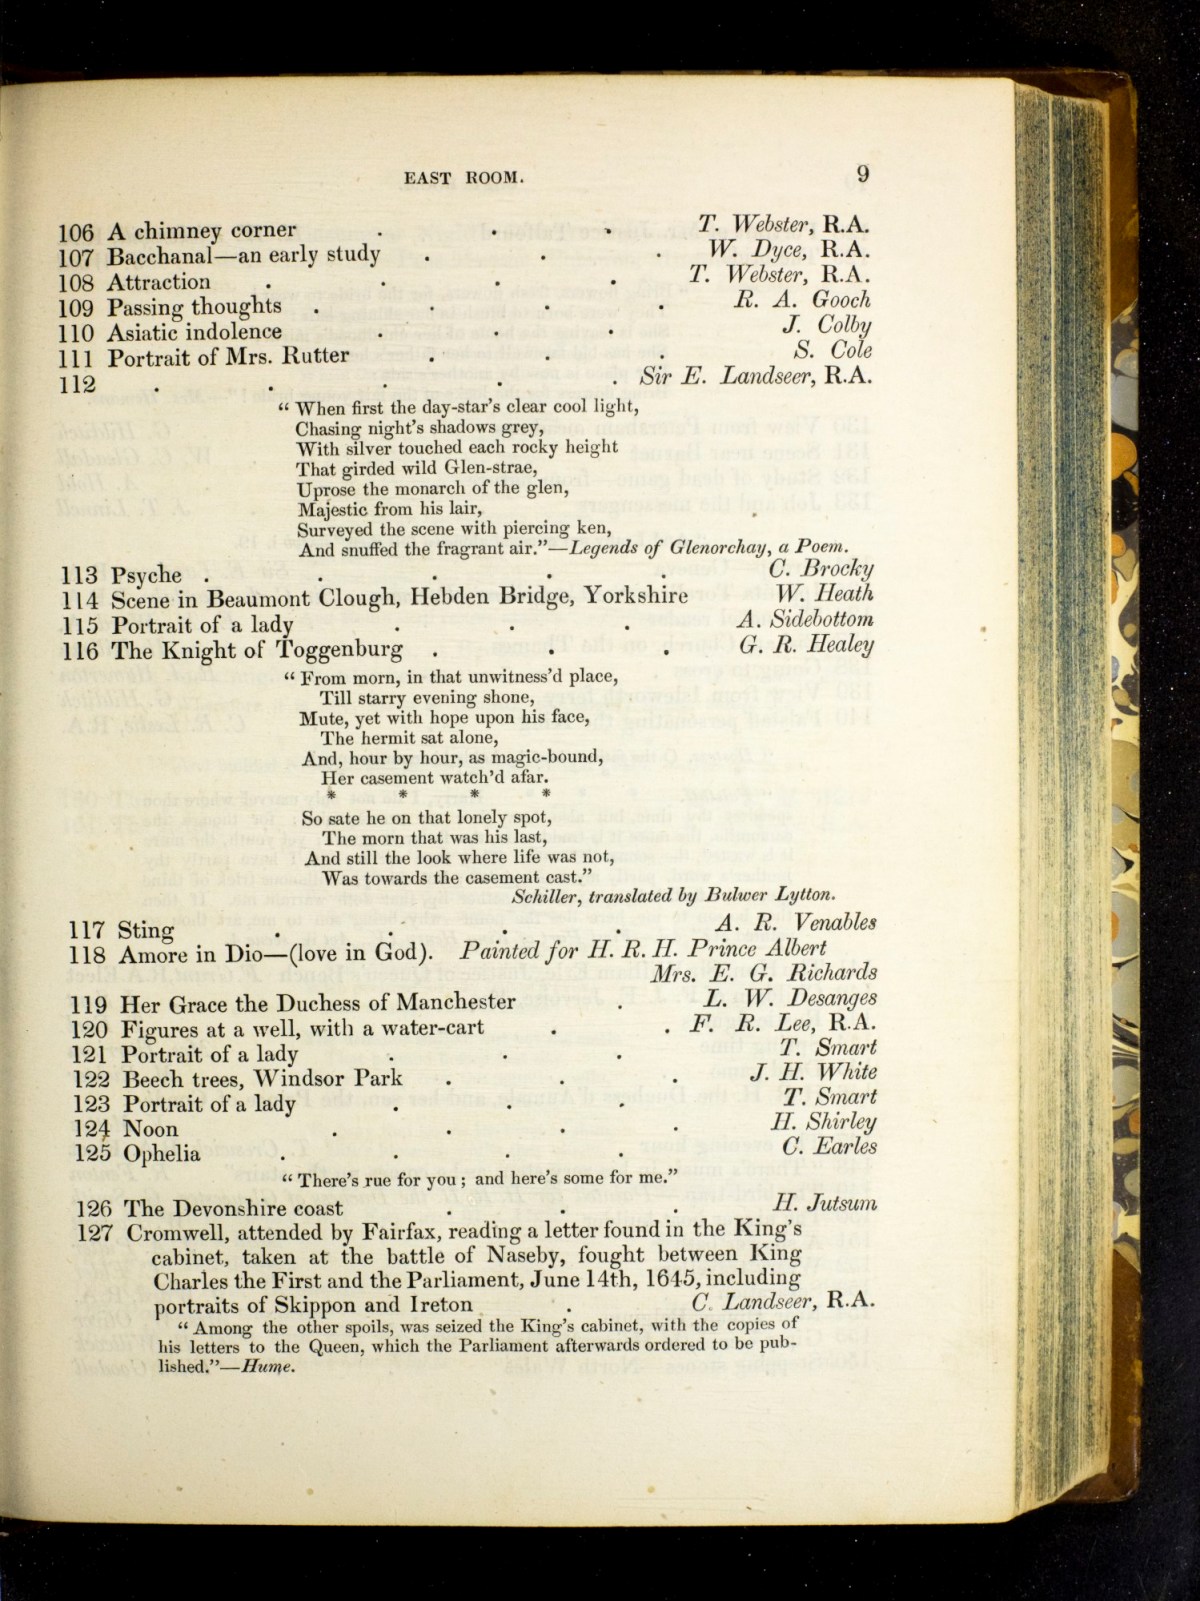 EAST ROOM. 9
106 A chimney corner . . . T. Webster, R.A.
107 Bacchanal—an early study . . . W. Dyce, R.A.
108 Attraction . . . . T. Webster, R.A.
109 Passing thoughts . . . . R. A. Gooch
110 Asiatic indolence . . . J. Colby
111 Portrait of Mrs. Rutter . . . S. Cole
112 . . . . . Sir E. Landseer, R.A.
“ When first the day-star's clear cool light,
Chasing night's shadows grey,
With silver touched each rocky height
That girded wild Glen-strae,
Uprose the monarch of the glen,
Majestic from his lair,
Surveyed the scene with piercing ken,
And snuffed the fragrant air.”—Legends of Glenorchay, a Poem.
113 Psyche . . . . . C. Brocky
114 Scene in Beaumont Clough, Hebden Bridge, Yorkshire W. Heath
115 Portrait of a lady . . . A. Sidebottom
116 The Knight of Toggenburg . . . G. R. Healey
“ From morn, in that unwitness'd place,
Till starry evening shone,
Mute, yet with hope upon his face,
The hermit sat alone,
And, hour by hour, as magic-bound,
Her casement watch'd afar.
* * * *
So sate he on that lonely spot,
The morn that was his last,
And still the look where life was not,
Was towards the casement cast.”
Schiller, translated by Bulwer Lytton.
117 Sting . . . . A. R. Venables
118 Amore in Dio—(love in God). Painted for H. R. H. Prince Albert
Mrs. E. G. Richards
119 Her Grace the Duchess of Manchester . L. W. Desanges
120 Figures at a well, with a water-cart . . F. R. Lee, R.A.
121 Portrait of a lady . . . T. Smart
122 Beech trees, Windsor Park . . . J. H. White
123 Portrait of a lady . . . T. Smart
124 Noon . . . . H. Shirley
125 Ophelia . . . . C. Earles
“ There's rue for you ; and here's some for me.”
126 The Devonshire coast . . . H. Jutsum
127 Cromwell, attended by Fairfax, reading a letter found in the King's
cabinet, taken at the battle of Naseby, fought between King
Charles the First and the Parliament, June 14th, 1645, including
portraits of Skippon and Ireton . C. Landseer, R.A.
“ Among the other spoils, was seized the King's cabinet, with the copies of
his letters to the Queen, which the Parliament afterwards ordered to be pub-
lished.”—Hume.